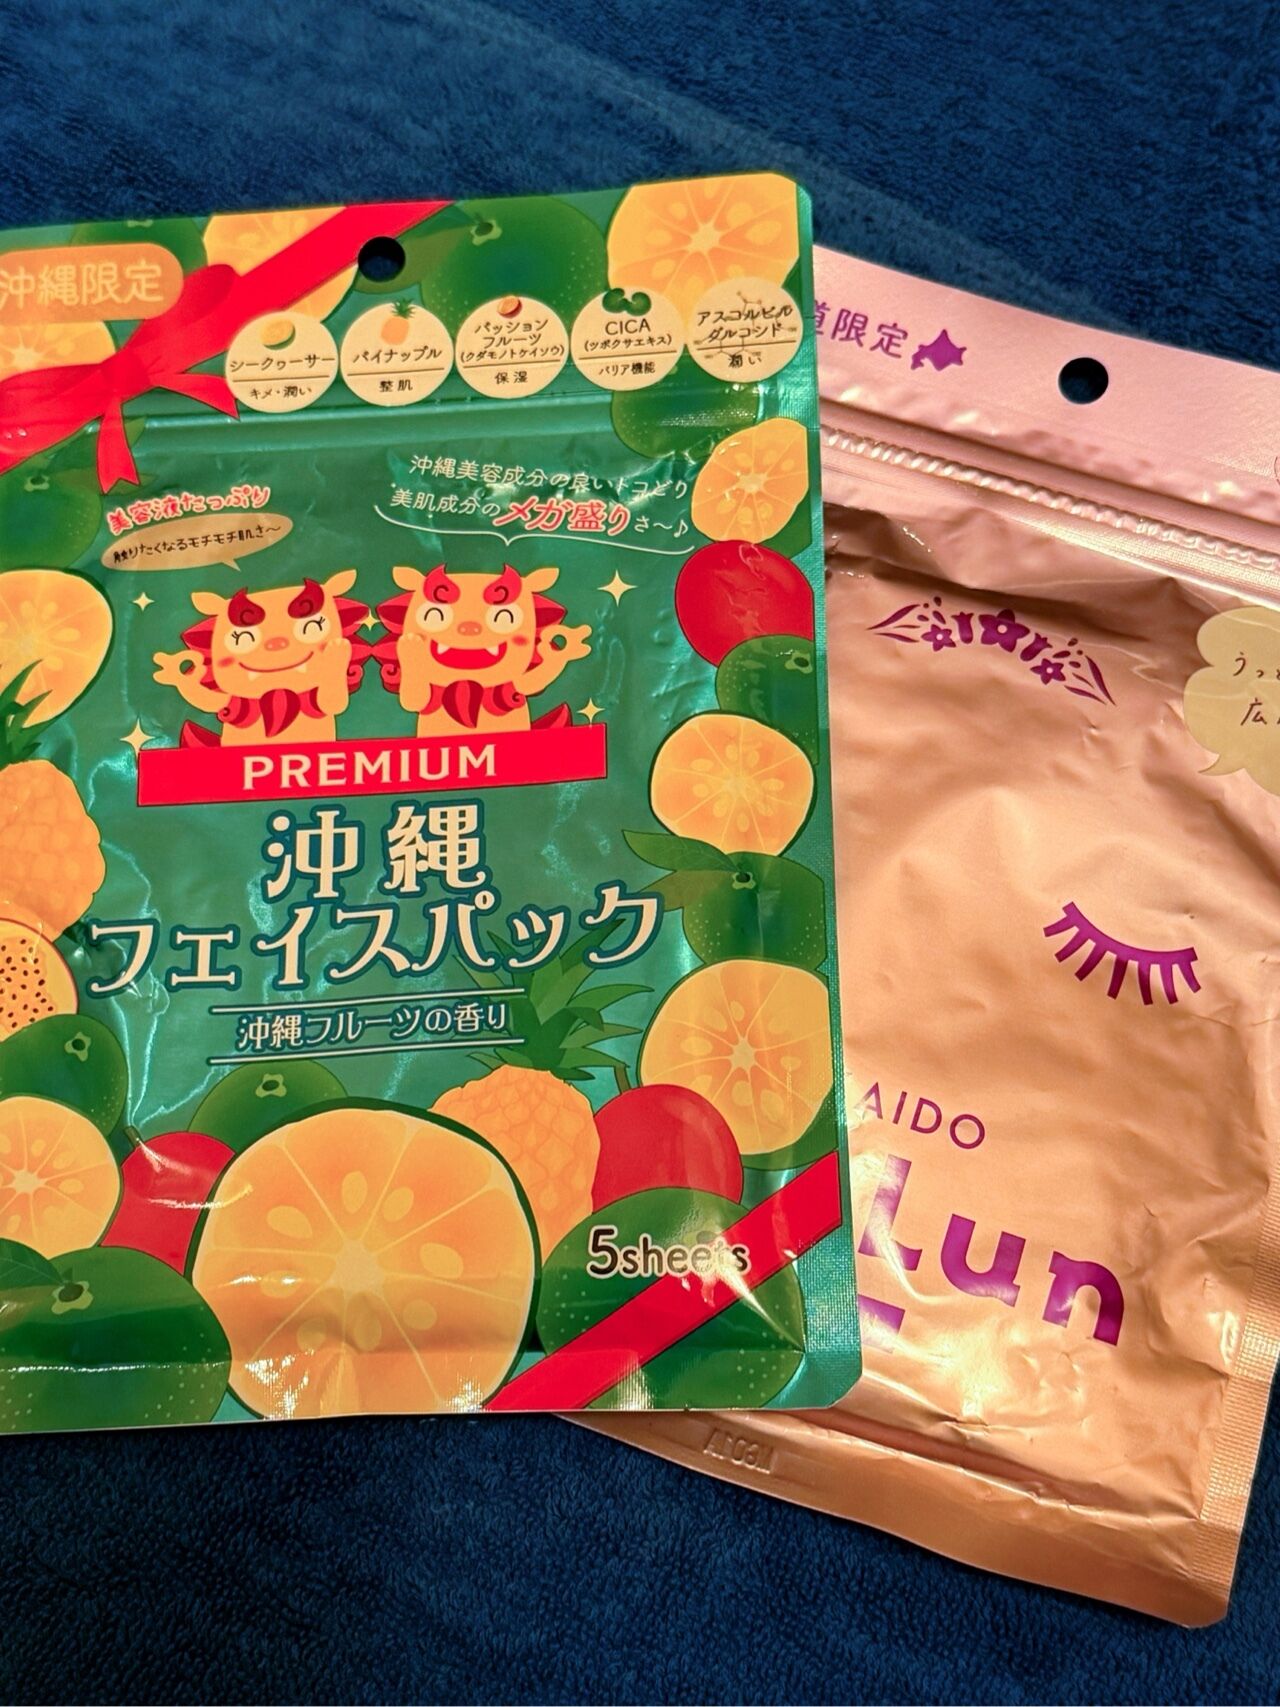 沖縄限定
シークヮーサー
キメ・潤い
パイナップル
整肌
パッション
フルーツ
(クダモノトケイソウ)
保湿
CICA
(ツボクサエキス)
バリア機能
アスコルビル
グルコシド
潤い
美容液たっぷり
触りたくなるモチモチ肌さ〜
沖縄美容成分の良いトコどり
美肌成分のメガ盛りさ〜♪
PREMIUM
沖縄
フェイスパック
沖縄フルーツの香り
5sheets
道限定
うっ
広
AIDO
Lun